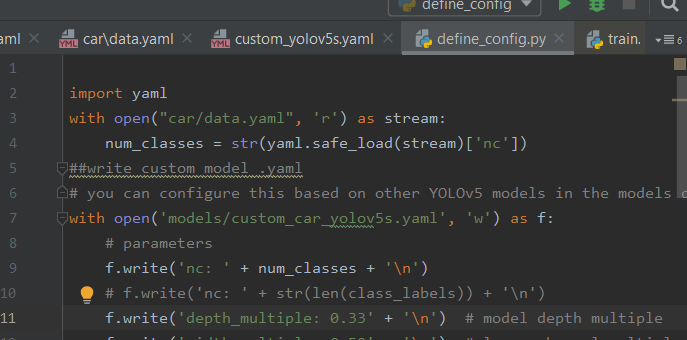 define_config
aml car\data.yaml custom_yolov5s.yaml define_config.py train. 6
1
2 import yaml
3 with open("car/data.yaml", 'r') as stream:
4 num_classes = str(yaml.safe_load(stream)['nc'])
5 ##write custom model .yaml
6 # you can configure this based on other YOLOv5 models in the models
7 with open('models/custom_car_yolov5s.yaml', 'w') as f:
8 # parameters
9 f.write('nc: ' + num_classes + '\n')
10 # f.write('nc: ' + str(len(class_labels)) + '\n')
11 f.write('depth_multiple: 0.33' + '\n') # model depth multiple